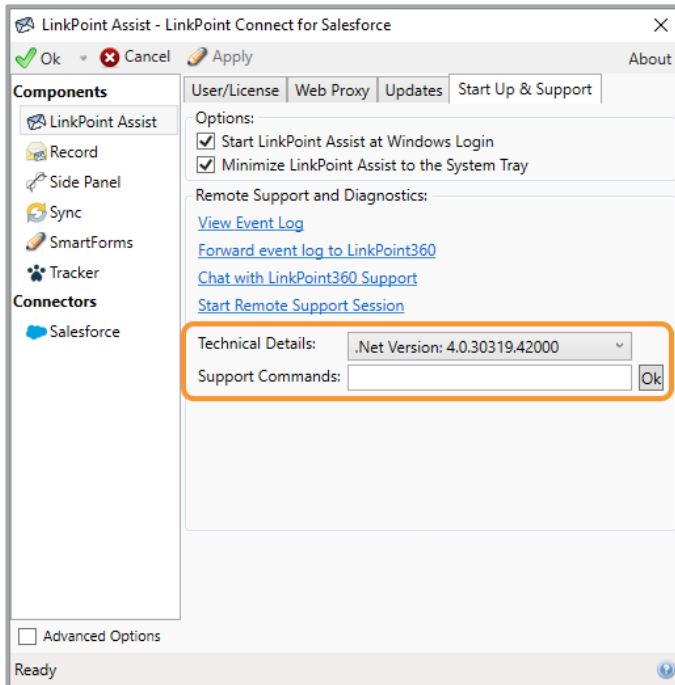 LinkPoint Assist - LinkPoint Connect for Salesforce
Ok Cancel Apply About
Components
LinkPoint Assist
Record
Side Panel
Sync
SmartForms
Tracker
Connectors
Salesforce
User/License Web Proxy Updates Start Up & Support
Options:
Start LinkPoint Assist at Windows Login
Minimize LinkPoint Assist to the System Tray
Remote Support and Diagnostics:
View Event Log
Forward event log to LinkPoint360
Chat with LinkPoint360 Support
Start Remote Support Session
Technical Details: .Net Version: 4.0.30319.42000
Support Commands: Ok
Advanced Options
Ready